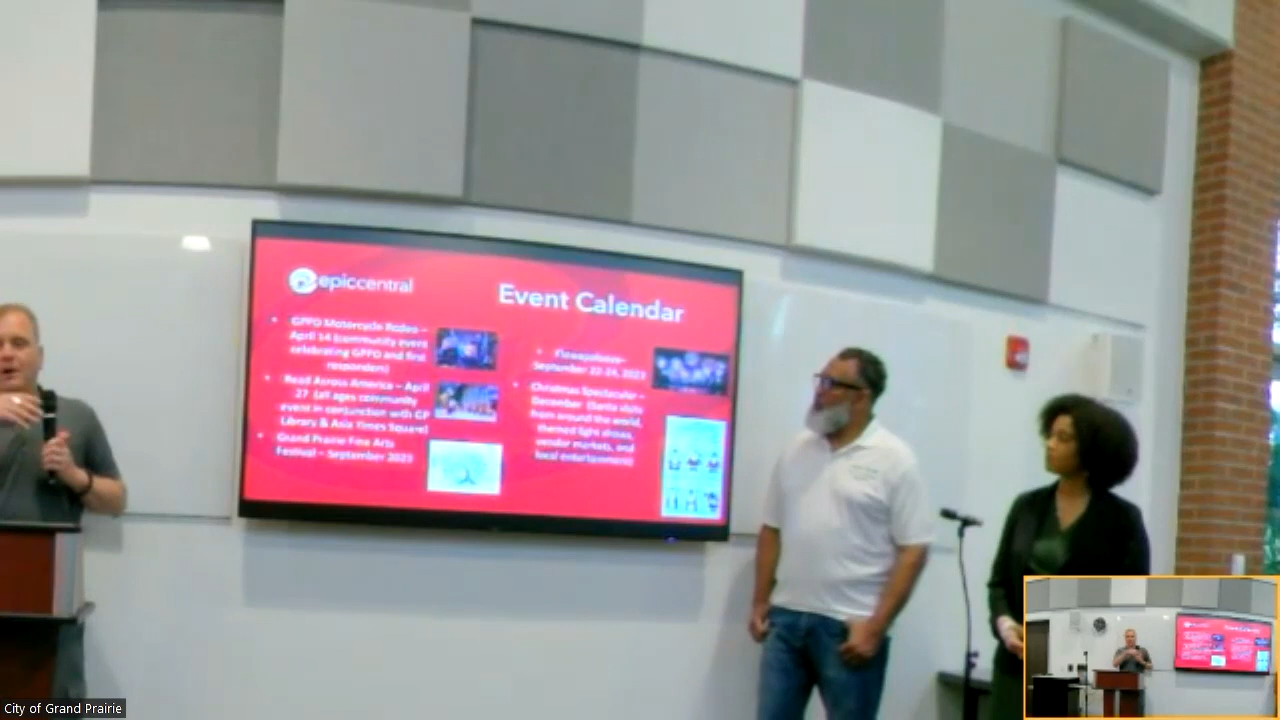 epiccentral
Event Calendar
GPPD Motorcycle Rodeo –
April 14 (community event
celebrating GPPD and first
responders)
Read Across America – April
27 (all ages community
event in conjunction with GP
Library & Asia Times Square)
Grand Prairie Fine Arts
Festival – September 2023
September 22-24, 2023
Christmas Spectacular –
December (Santa visits
from around the world,
themed light shows,
vendor markets, and
local entertainment)
City of Grand Prairie